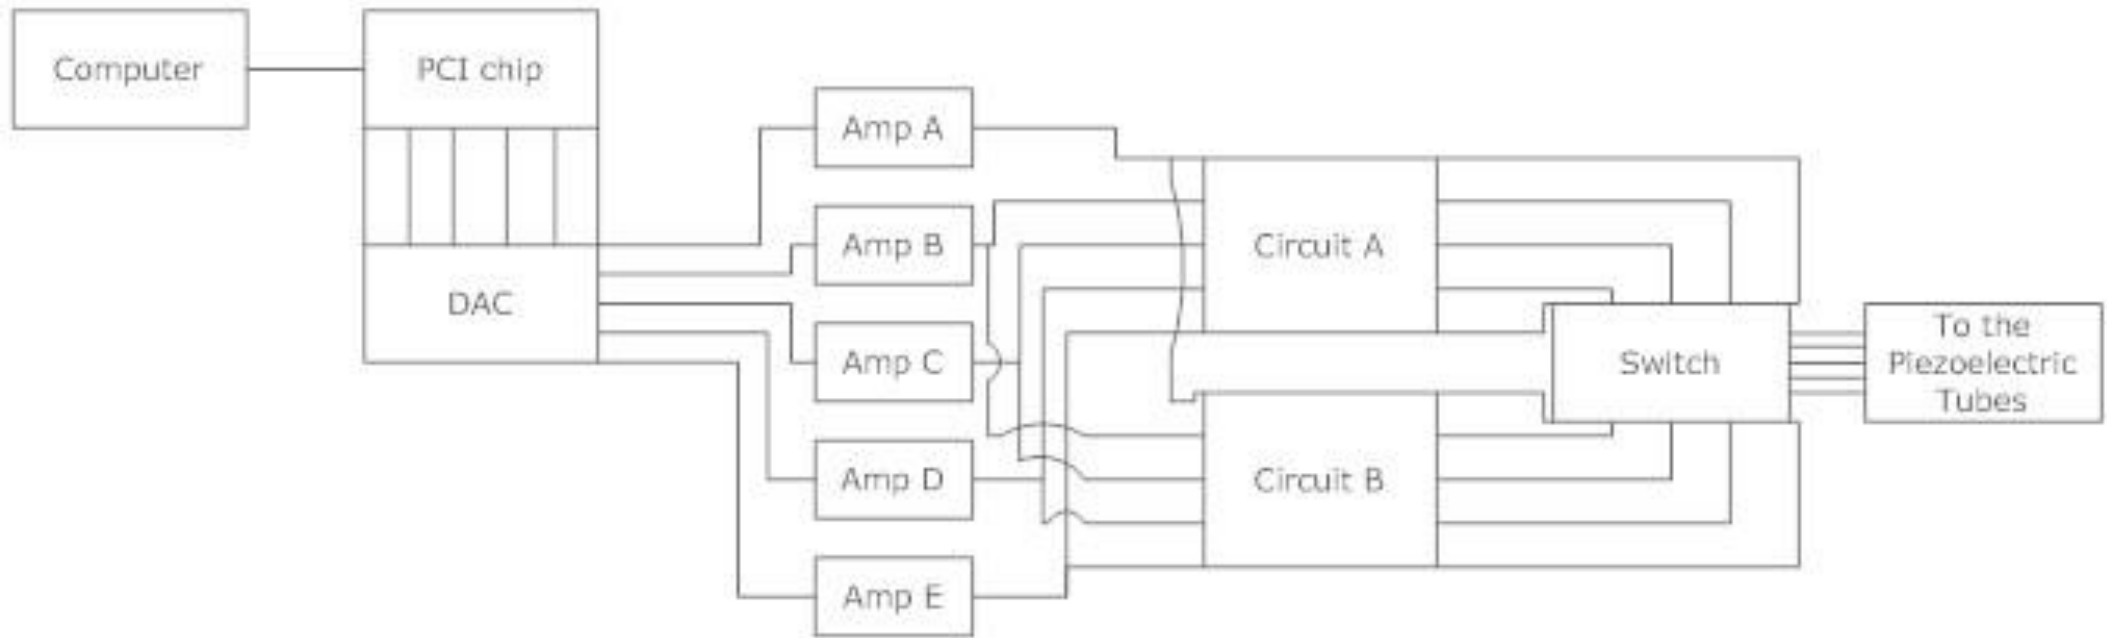 Computer
PCI chip
DAC
Amp A
Amp B
Amp C
Amp D
Amp E
Circuit A
Circuit B
Switch
To the
Piezoelectric
Tubes